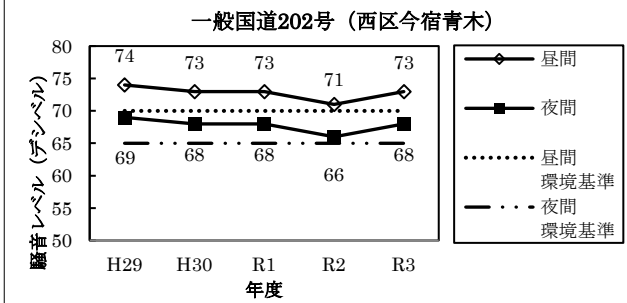 一般国道202号（西区今宿青木）
騒音レベル（デシベル）
80
75
70
65
60
55
50
74
73
73
71
73
69
68
68
66
68
H29
H30
R1
R2
R3
年度
昼間
夜間
昼間
環境基準
夜間
環境基準